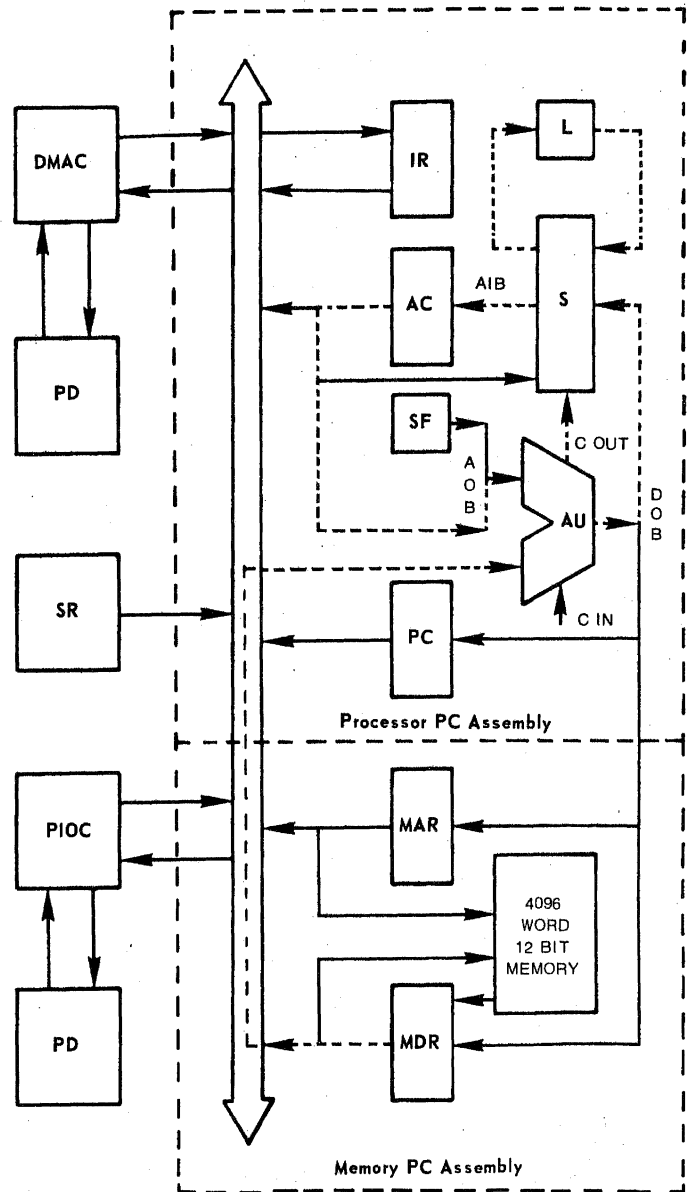 DMAC
IR
L
AC
AIB
S
PD
SF
C OUT
A
O
B
AU
D
O
B
SR
PC
C IN
Processor PC Assembly
PIOC
MAR
4096
WORD
12 BIT
MEMORY
PD
MDR
Memory PC Assembly